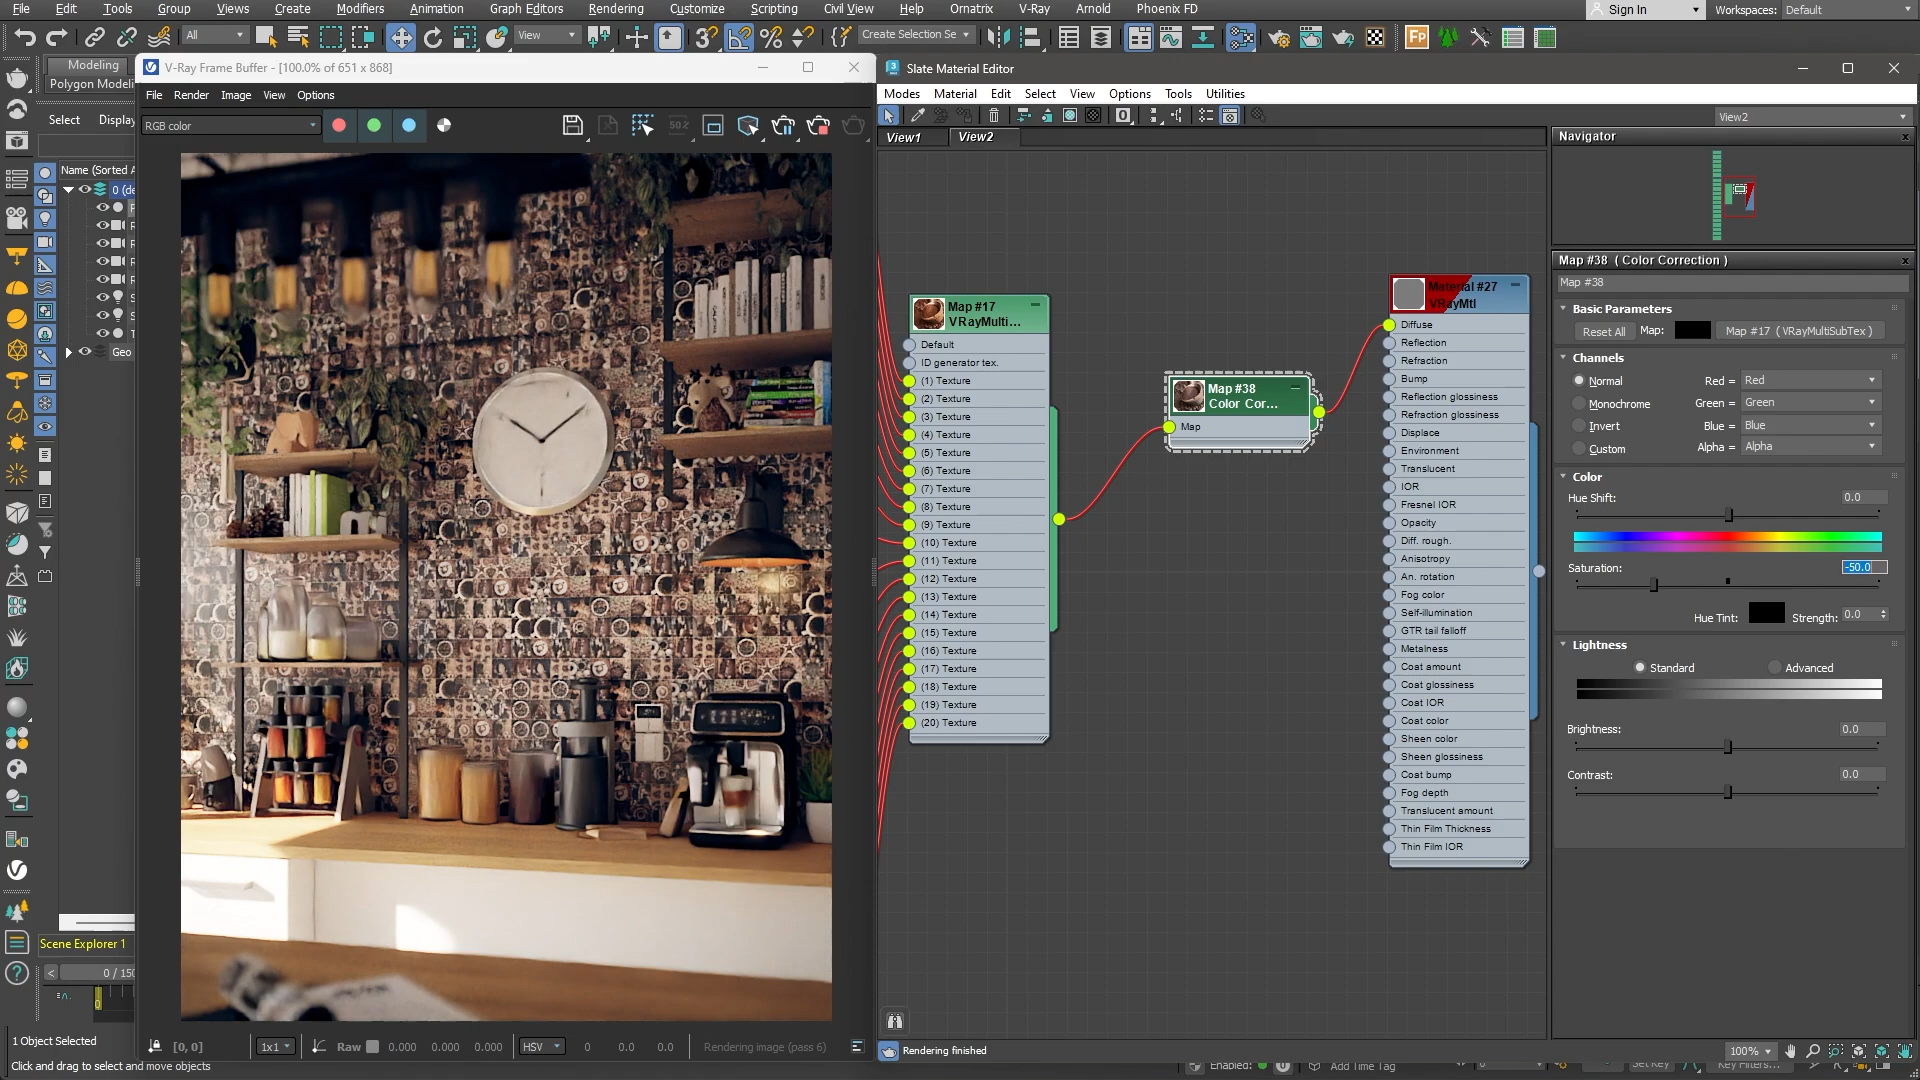 File Edit Tools Group Views Create Modifiers Animation Graph Editors Rendering Customize Scripting Civil View Help Ornatrix V-Ray Arnold Phoenix FD
Sign In
Workspaces: Default
All
View
Create Selection Se
Modeling
Polygon Modeli
Select Display
Name (Sorted A
0 (de
Geo
Scene Explorer 1
0 / 150
0
1 Object Selected
Click and drag to select and move objects
V-Ray Frame Buffer - [100.0% of 651 x 868]
File Render Image View Options
RGB color
50%
[0, 0]
1x1
Raw
0.000 0.000 0.000
HSV
0 0.0 0.0
Rendering image (pass 6)
Slate Material Editor
Modes Material Edit Select View Options Tools Utilities
View1 View2
View2
Map #17
VRayMulti...
Default
ID generator tex.
(1) Texture
(2) Texture
(3) Texture
(4) Texture
(5) Texture
(6) Texture
(7) Texture
(8) Texture
(9) Texture
(10) Texture
(11) Texture
(12) Texture
(13) Texture
(14) Texture
(15) Texture
(16) Texture
(17) Texture
(18) Texture
(19) Texture
(20) Texture
Map #38
Color Cor...
Map
Material #27
VRayMtl
Diffuse
Reflection
Refraction
Bump
Reflection glossiness
Refraction glossiness
Displace
Environment
Translucent
IOR
Fresnel IOR
Opacity
Diff. rough.
Anisotropy
An. rotation
Fog color
Self-illumination
GTR tail falloff
Metalness
Coat amount
Coat glossiness
Coat IOR
Coat color
Sheen color
Sheen glossiness
Coat bump
Fog depth
Translucent amount
Thin Film Thickness
Thin Film IOR
Navigator
Map #38 ( Color Correction )
Map #38
Basic Parameters
Reset All Map: Map #17 ( VRayMultiSubTex )
Channels
Normal Red = Red
Monochrome Green = Green
Invert Blue = Blue
Custom Alpha = Alpha
Color
Hue Shift: 0.0
Saturation: -50.0
Hue Tint: Strength: 0.0
Lightness
Standard Advanced
Brightness: 0.0
Contrast: 0.0
Rendering finished
100%
Enabled:
Add Time Tag
Set Key
Key Filters...